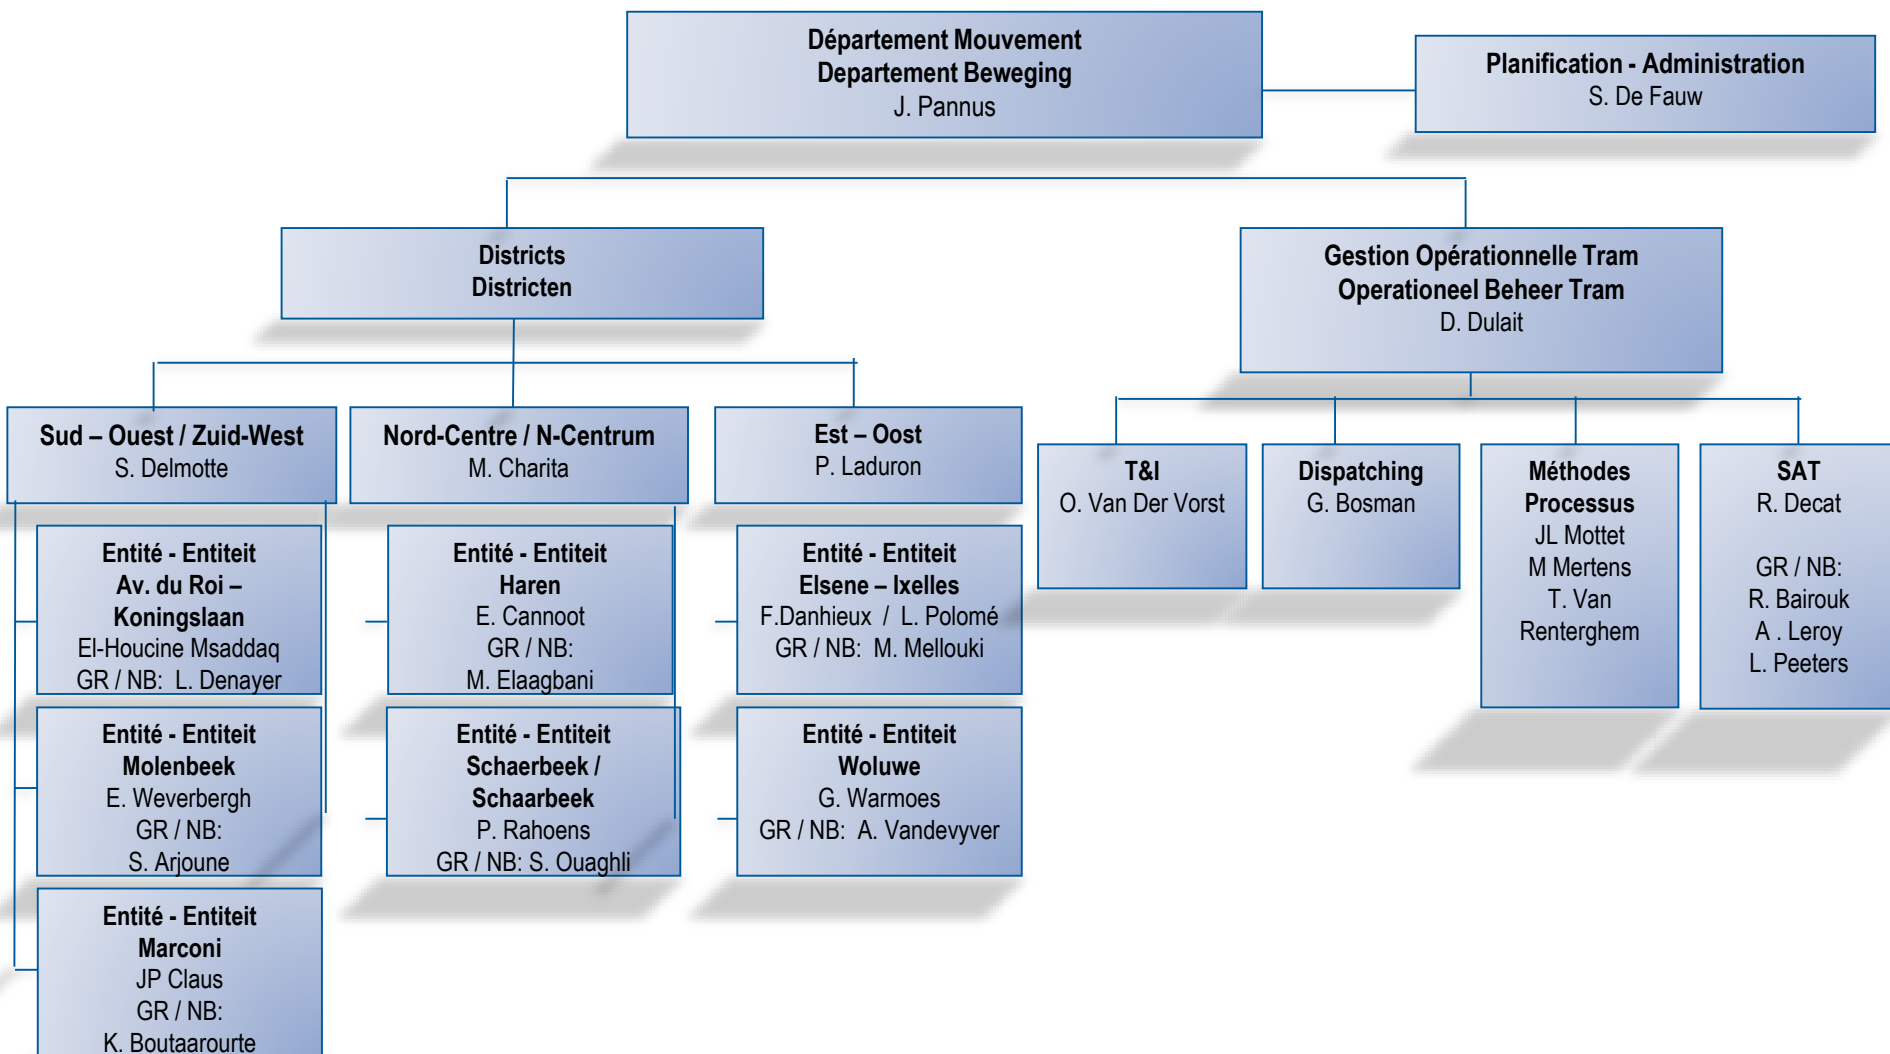 Département Mouvement
Departement Beweging
J. Pannus
Planification - Administration
S. De Fauw
Districts
Districten
Gestion Opérationnelle Tram
Operationeel Beheer Tram
D. Dulait
Sud – Ouest / Zuid-West
S. Delmotte
Nord-Centre / N-Centrum
M. Charita
Est – Oost
P. Laduron
T&I
O. Van Der Vorst
Dispatching
G. Bosman
Méthodes
Processus
JL Mottet
M Mertens
T. Van
Renterghem
SAT
R. Decat
GR / NB:
R. Bairouk
A . Leroy
L. Peeters
Entité - Entiteit
Av. du Roi –
Koningslaan
El-Houcine Msaddaq
GR / NB: L. Denayer
Entité - Entiteit
Haren
E. Cannoot
GR / NB:
M. Elaagbani
Entité - Entiteit
Elsene – Ixelles
F.Danhieux / L. Polomé
GR / NB: M. Mellouki
Entité - Entiteit
Molenbeek
E. Weverbergh
GR / NB:
S. Arjoune
Entité - Entiteit
Schaerbeek /
Schaarbeek
P. Rahoens
GR / NB: S. Ouaghli
Entité - Entiteit
Woluwe
G. Warmoes
GR / NB: A. Vandevyver
Entité - Entiteit
Marconi
JP Claus
GR / NB:
K. Boutaarourte